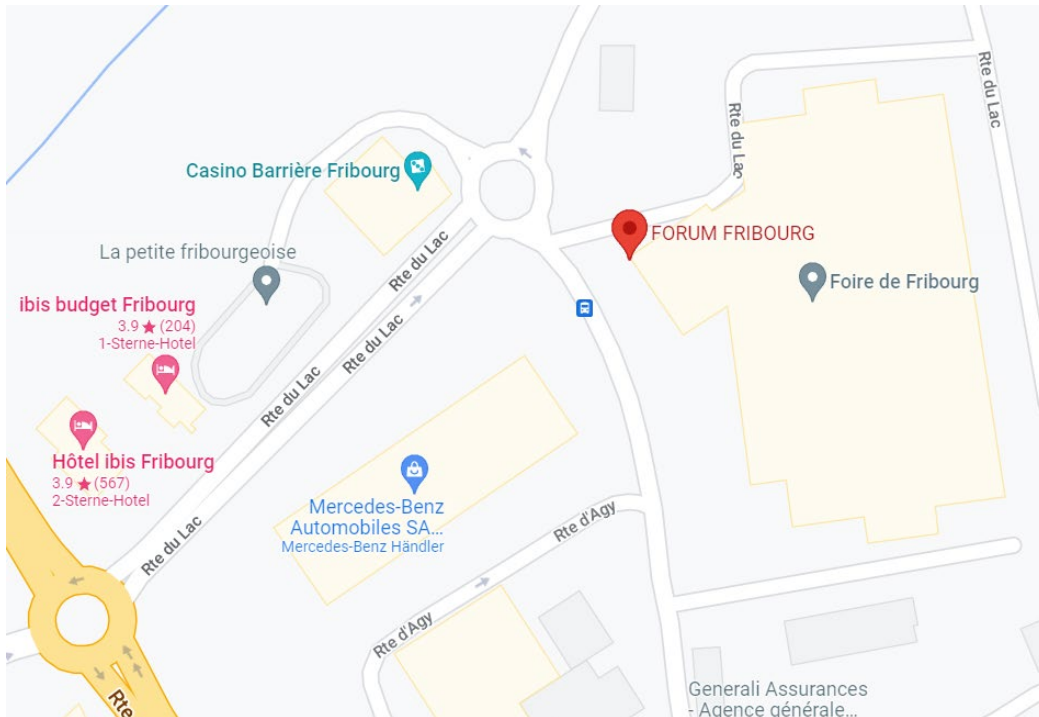 Rte du Lac
Rte du Lac
Casino Barrière Fribourg
FORUM FRIBOURG
La petite fribourgeoise
Rte du Lac
Foire de Fribourg
ibis budget Fribourg
3.9 ★ (204)
1-Sterne-Hotel
Rte du Lac
Rte du Lac
Hôtel ibis Fribourg
3.9 ★ (567)
2-Sterne-Hotel
Mercedes-Benz
Automobiles SA...
Mercedes-Benz Händler
Rte du Lac
Rte d'Agy
Rte d'Agy
Rte
Generali Assurances
- Agence générale...